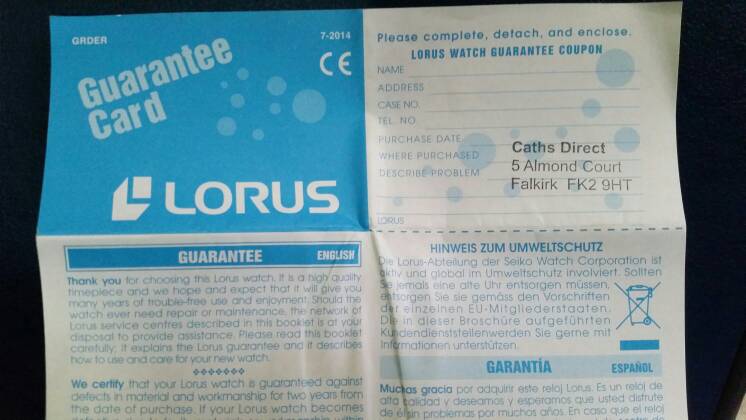 GRDER
7-2014
CE
Guarantee
Card
LORUS
Please complete, detach, and enclose.
LORUS WATCH GUARANTEE COUPON
NAME
ADDRESS
CASE NO.
TEL. NO.
PURCHASE DATE
WHERE PURCHASED
DESCRIBE PROBLEM
Caths Direct
5 Almond Court
Falkirk FK2 9HT
LORUS
GUARANTEE ENGLISH
Thank you for choosing this Lorus watch. It is a high quality
timepiece and we hope and expect that it will give you
many years of trouble-free use and enjoyment. Should the
watch ever need repair or maintenance, the network of
Lorus service centres described in this booklet is at your
disposal to provide assistance. Please read this booklet
carefully; it explains the Lorus guarantee and it describes
how to use and care for your new watch.
We certify that your Lorus watch is guaranteed against
defects in material and workmanship for two years from
the date of purchase. If your Lorus watch becomes
HINWEIS ZUM UMWELTSCHUTZ
Die Lorus-Abteilung der Seiko Watch Corporation ist
aktiv und global im Umweltschutz involviert. Sollten
Sie jemals eine alte Uhr entsorgen müssen,
entsorgen Sie sie gemäss den Vorschriften
der einzelnen EU-Mitgliederstaaten.
Die in dieser Broschüre aufgeführten
Kundendienststellenwerden Sie gerne mit
Informationen unterstützen.
GARANTÍA ESPAÑOL
Muchas gracia por adquirir este reloj Lorus. Es un reloj de
alta calidad y deseamos y esperamos que usted disfrute
de él sin problemas por muchos años. En caso de el reloj